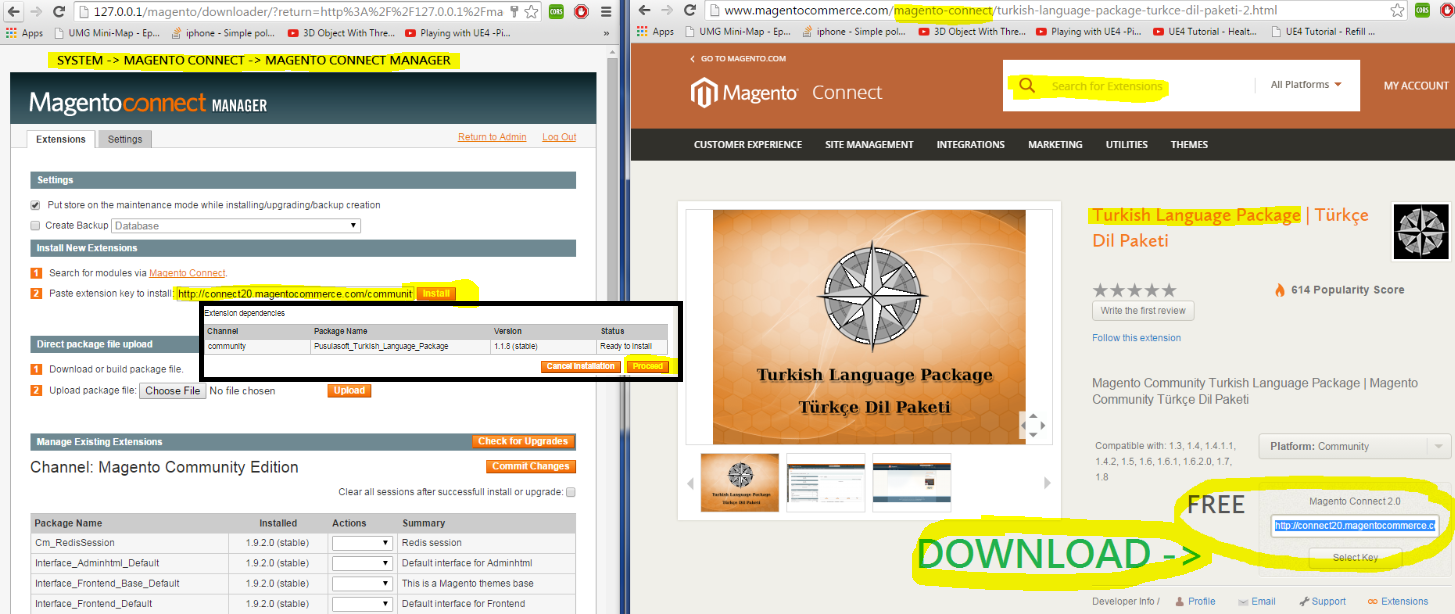 127.0.0.1/magento/downloader/?return=http%3A%2F%2F127.0.0.1%2Fma
Apps UMG Mini-Map - Ep... iphone - Simple pol... 3D Object With Thre... Playing with UE4 -Pi... »
SYSTEM -> MAGENTO CONNECT -> MAGENTO CONNECT MANAGER
Magentoconnect MANAGER
Extensions Settings Return to Admin Log Out
Settings
Put store on the maintenance mode while installing/upgrading/backup creation
Create Backup Database
Install New Extensions
1 Search for modules via Magento Connect.
2 Paste extension key to install: http://connect20.magentocommerce.com/communit Install
Extension dependencies
Channel Package Name Version Status
community Pusulasoft_Turkish_Language_Package 1.1.8 (stable) Ready to Install
Cancel Installation Proceed
Direct package file upload
1 Download or build package file.
2 Upload package file: Choose File No file chosen Upload
Manage Existing Extensions Check for Upgrades
Channel: Magento Community Edition Commit Changes
Clear all sessions after successfull install or upgrade:
Package Name Installed Actions Summary
Cm_RedisSession 1.9.2.0 (stable) Redis session
Interface_Adminhtml_Default 1.9.2.0 (stable) Default interface for Adminhtml
Interface_Frontend_Base_Default 1.9.2.0 (stable) This is a Magento themes base
Interface_Frontend_Default 1.9.2.0 (stable) Default interface for Frontend
www.magentocommerce.com/magento-connect/turkish-language-package-turkce-dil-paketi-2.html
Apps UMG Mini-Map - Ep... iphone - Simple pol... 3D Object With Thre... Playing with UE4 -Pi... UE4 Tutorial - Healt... UE4 Tutorial - Refill ...
GO TO MAGENTO.COM
Magento Connect
Search for Extensions All Platforms MY ACCOUNT
CUSTOMER EXPERIENCE SITE MANAGEMENT INTEGRATIONS MARKETING UTILITIES THEMES
Turkish Language Package
Türkçe Dil Paketi
Turkish Language Package | Türkçe
Dil Paketi
614 Popularity Score
Write the first review
Follow this extension
Magento Community Turkish Language Package | Magento
Community Türkçe Dil Paketi
Compatible with: 1.3, 1.4, 1.4.1.1,
1.4.2, 1.5, 1.6, 1.6.1, 1.6.2.0, 1.7,
1.8
Platform: Community
FREE
Magento Connect 2.0
http://connect20.magentocommerce.c
Select Key
DOWNLOAD ->
Developer Info / Profile Email Support Extensions